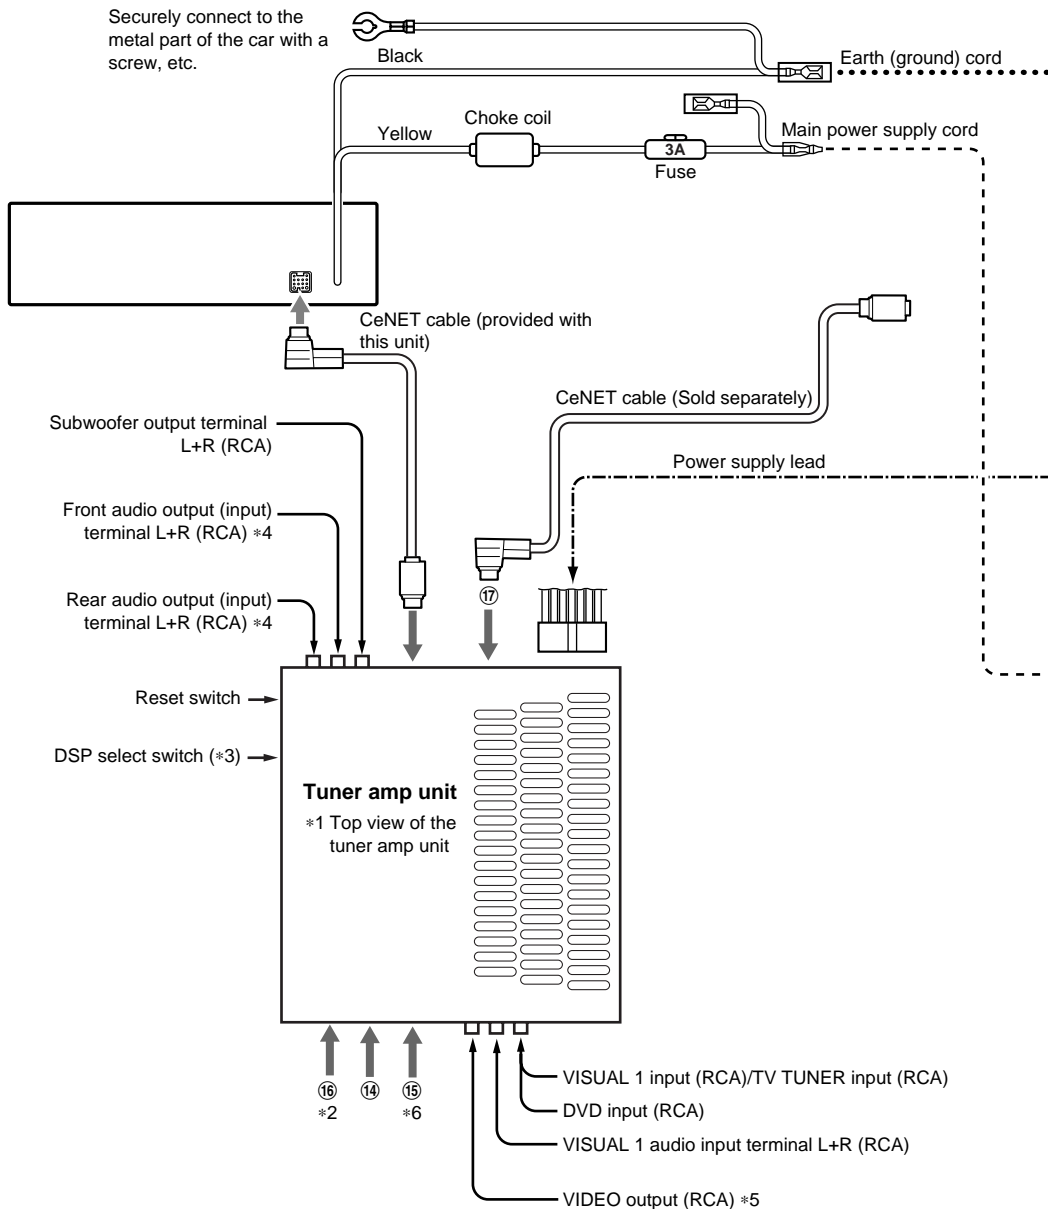 Securely connect to the
metal part of the car with a
screw, etc.
Black
Earth (ground) cord
Choke coil
Yellow
Main power supply cord
3A
Fuse
CeNET cable (provided with
this unit)
CeNET cable (Sold separately)
Subwoofer output terminal
L+R (RCA)
Power supply lead
Front audio output (input)
terminal L+R (RCA) *4
Rear audio output (input)
terminal L+R (RCA) *4
⑰
Reset switch
DSP select switch (*3)
Tuner amp unit
*1 Top view of the
tuner amp unit
⑯ ⑭ ⑮
*2 *6
VISUAL 1 input (RCA)/TV TUNER input (RCA)
DVD input (RCA)
VISUAL 1 audio input terminal L+R (RCA)
VIDEO output (RCA) *5